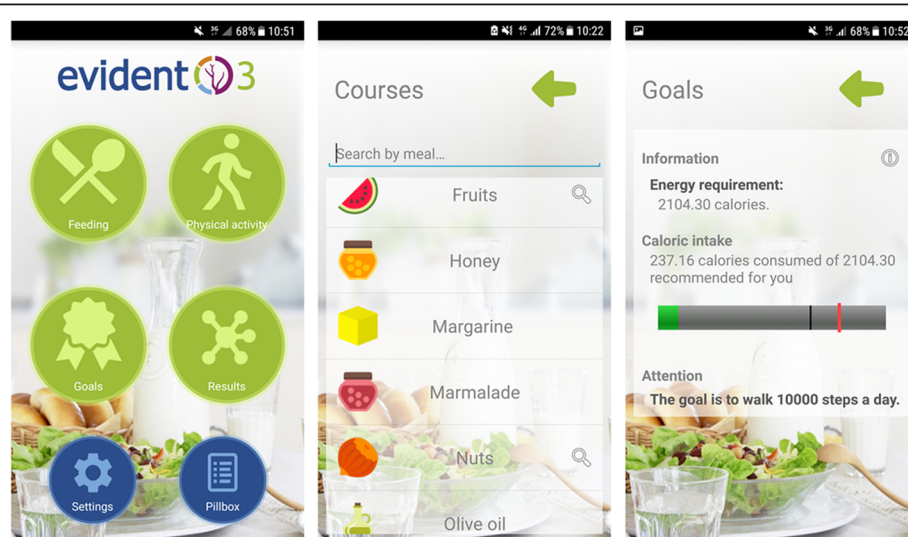 3G 68% 10:51
evident 3
Feeding
Physical activity
Goals
Results
Settings
Pillbox
4G 72% 10:22
Courses
Search by meal...
Fruits
Honey
Margarine
Marmalade
Nuts
Olive oil
3G 68% 10:52
Goals
Information
Energy requirement:
2104.30 calories.
Caloric intake
237.16 calories consumed of 2104.30
recommended for you
Attention
The goal is to walk 10000 steps a day.